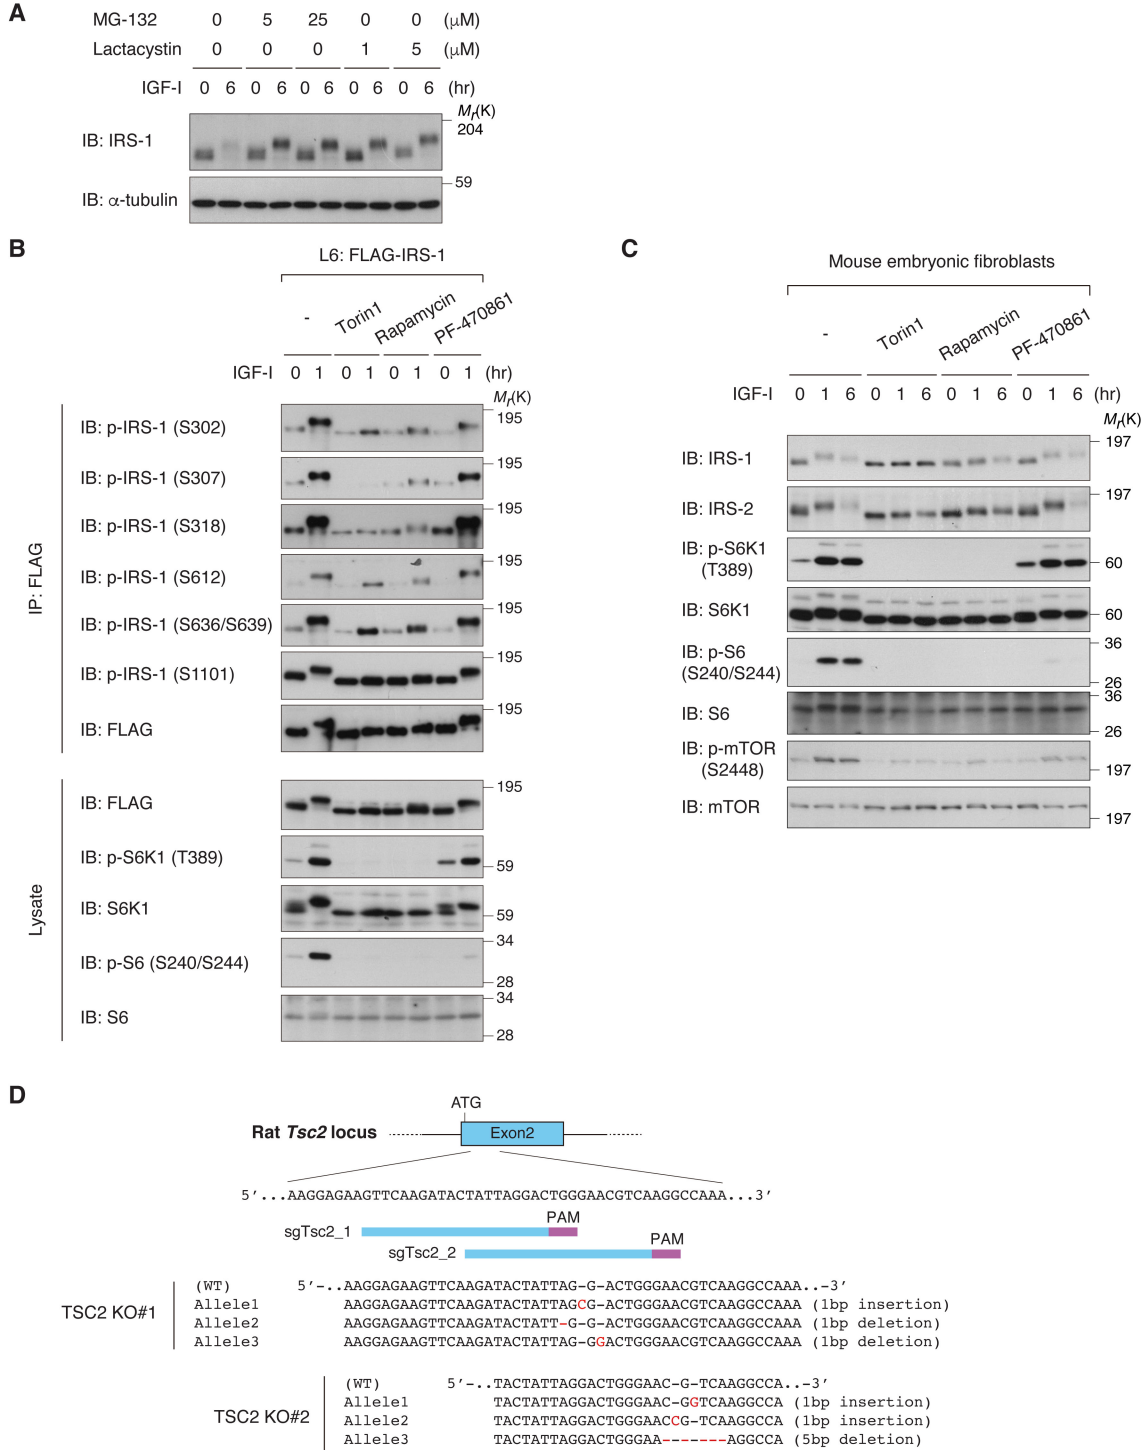 A
MG-132 0 5 25 0 0 (μM)
Lactacystin 0 0 0 1 5 (μM)
IGF-I 0 6 0 6 0 6 0 6 0 6 (hr)
Mr(K)
IB: IRS-1 204
IB: α-tubulin 59
B
L6: FLAG-IRS-1
- Torin1 Rapamycin PF-470861
IGF-I 0 1 0 1 0 1 0 1 (hr)
Mr(K)
IP: FLAG
IB: p-IRS-1 (S302) 195
IB: p-IRS-1 (S307) 195
IB: p-IRS-1 (S318) 195
IB: p-IRS-1 (S612) 195
IB: p-IRS-1 (S636/S639) 195
IB: p-IRS-1 (S1101) 195
IB: FLAG 195
Lysate
IB: FLAG 195
IB: p-S6K1 (T389) 59
IB: S6K1 59
IB: p-S6 (S240/S244) 34
28
IB: S6 34
28
C
Mouse embryonic fibroblasts
- Torin1 Rapamycin PF-470861
IGF-I 0 1 6 0 1 6 0 1 6 0 1 6 (hr)
Mr(K)
IB: IRS-1 197
IB: IRS-2 197
IB: p-S6K1
(T389) 60
IB: S6K1 60
IB: p-S6 36
(S240/S244) 26
IB: S6 36
26
IB: p-mTOR
(S2448) 197
IB: mTOR 197
D
ATG
Rat Tsc2 locus Exon2
5′...AAGGAGAAGTTCAAGATACTATTAGGACTGGGAACGTCAAGGCCAAA...3′
PAM
sgTsc2_1
PAM
sgTsc2_2
TSC2 KO#1
(WT) 5′-..AAGGAGAAGTTCAAGATACTATTAG-G-ACTGGGAACGTCAAGGCCAAA..-3′
Allele1 AAGGAGAAGTTCAAGATACTATTAGCG-ACTGGGAACGTCAAGGCCAAA (1bp insertion)
Allele2 AAGGAGAAGTTCAAGATACTATT-G-G-ACTGGGAACGTCAAGGCCAAA (1bp deletion)
Allele3 AAGGAGAAGTTCAAGATACTATTAG-GGACTGGGAACGTCAAGGCCAAA (1bp deletion)
TSC2 KO#2
(WT) 5′-..TACTATTAGGACTGGGAAC-G-TCAAGGCCA..-3′
Allele1 TACTATTAGGACTGGGAAC-GGTCAAGGCCA (1bp insertion)
Allele2 TACTATTAGGACTGGGAACCG-TCAAGGCCA (1bp insertion)
Allele3 TACTATTAGGACTGGGAA-------AGGCCA (5bp deletion)